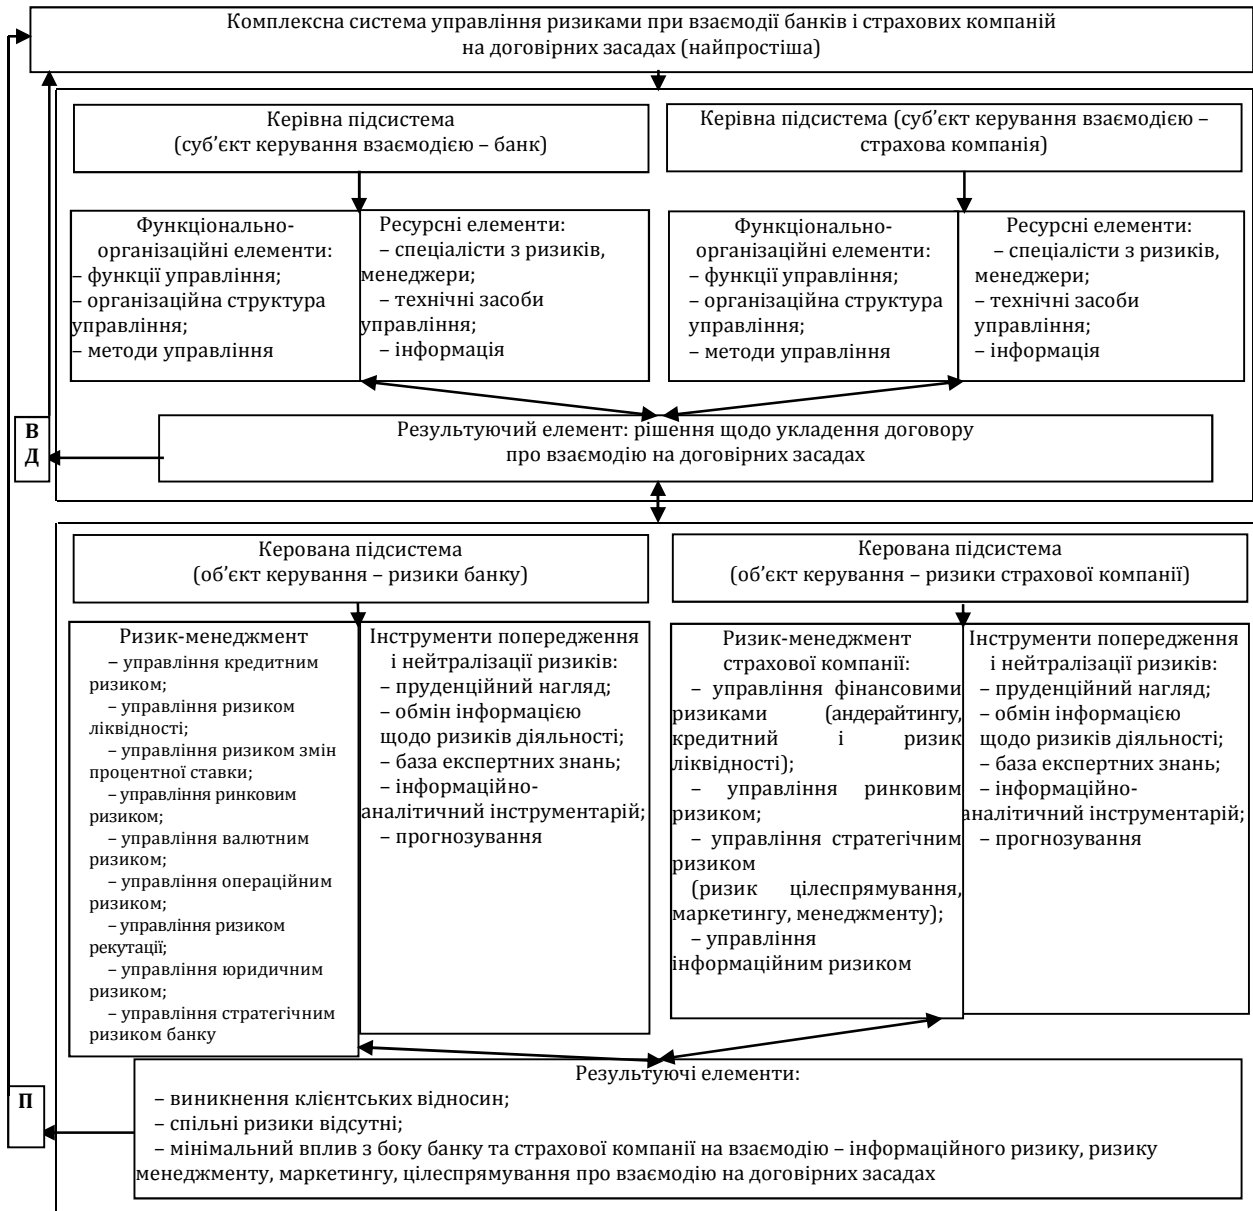 Комплексна система управління ризиками при взаємодії банків і страхових компаній
на договірних засадах (найпростіша)
Керівна підсистема
(суб’єкт керування взаємодією – банк)
Керівна підсистема (суб’єкт керування взаємодією –
страхова компанія)
Функціонально-
організаційні елементи:
– функції управління;
– організаційна структура
управління;
– методи управління
Ресурсні елементи:
– спеціалісти з ризиків,
менеджери;
– технічні засоби
управління;
– інформація
Функціонально-
організаційні елементи:
– функції управління;
– організаційна структура
управління;
– методи управління
Ресурсні елементи:
– спеціалісти з ризиків,
менеджери;
– технічні засоби
управління;
– інформація
В
Д
Результуючий елемент: рішення щодо укладення договору
про взаємодію на договірних засадах
Керована підсистема
(об’єкт керування – ризики банку)
Керована підсистема
(об’єкт керування – ризики страхової компанії)
Ризик-менеджмент
– управління кредитним
ризиком;
– управління ризиком
ліквідності;
– управління ризиком змін
процентної ставки;
– управління ринковим
ризиком;
– управління валютним
ризиком;
– управління операційним
ризиком;
– управління ризиком
рекутації;
– управління юридичним
ризиком;
– управління стратегічним
ризиком банку
Інструменти попередження
і нейтралізації ризиків:
– пруденційний нагляд;
– обмін інформацією
щодо ризиків діяльності;
– база експертних знань;
– інформаційно-
аналітичний інструментарій;
– прогнозування
Ризик-менеджмент
страхової компанії:
– управління фінансовими
ризиками (андерайтингу,
кредитний і ризик
ліквідності);
– управління ринковим
ризиком;
– управління стратегічним
ризиком
(ризик цілеспрямування,
маркетингу, менеджменту);
– управління
інформаційним ризиком
Інструменти попередження
і нейтралізації ризиків:
– пруденційний нагляд;
– обмін інформацією
щодо ризиків діяльності;
– база експертних знань;
– інформаційно-
аналітичний інструментарій;
– прогнозування
П
Результуючі елементи:
– виникнення клієнтських відносин;
– спільні ризики відсутні;
– мінімальний вплив з боку банку та страхової компанії на взаємодію – інформаційного ризику, ризику
менеджменту, маркетингу, цілеспрямування про взаємодію на договірних засадах